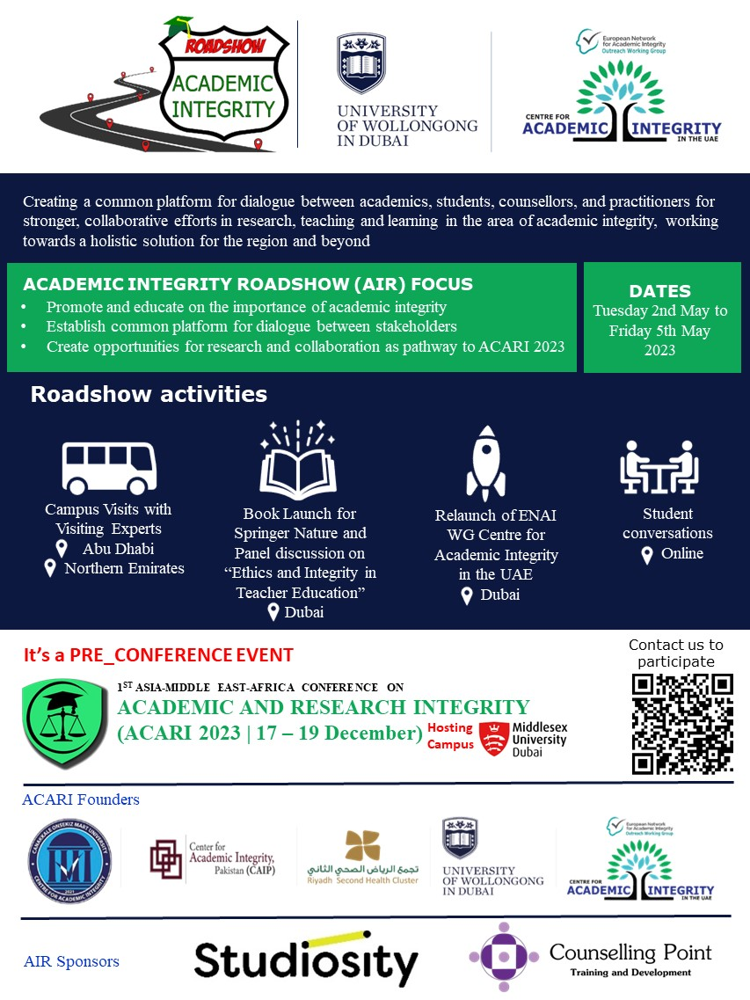 ROADSHOW
ACADEMIC
INTEGRITY
UNIVERSITY
OF WOLLONGONG
IN DUBAI
European Network
for Academic Integrity
Outreach Working Group
CENTRE FOR
ACADEMIC INTEGRITY
IN THE UAE
Creating a common platform for dialogue between academics, students, counsellors, and practitioners for
stronger, collaborative efforts in research, teaching and learning in the area of academic integrity, working
towards a holistic solution for the region and beyond
ACADEMIC INTEGRITY ROADSHOW (AIR) FOCUS
• Promote and educate on the importance of academic integrity
• Establish common platform for dialogue between stakeholders
• Create opportunities for research and collaboration as pathway to ACARI 2023
DATES
Tuesday 2nd May to
Friday 5th May
2023
Roadshow activities
Campus Visits with
Visiting Experts
Abu Dhabi
Northern Emirates
Book Launch for
Springer Nature and
Panel discussion on
“Ethics and Integrity in
Teacher Education”
Dubai
Relaunch of ENAI
WG Centre for
Academic Integrity
in the UAE
Dubai
Student
conversations
Online
It’s a PRE_CONFERENCE EVENT
1ST ASIA-MIDDLE EAST-AFRICA CONFERENCE ON
ACADEMIC AND RESEARCH INTEGRITY
(ACARI 2023 | 17 – 19 December)
Hosting
Campus
Middlesex
University
Dubai
Contact us to
participate
ACARI Founders
CANAKKALE ONSEKIZ MART UNIVERSITY
CENTRE FOR ACADEMIC INTEGRITY
2021
Center for
Academic Integrity,
Pakistan (CAIP)
تجمع الرياض الصحي الثاني
Riyadh Second Health Cluster
UNIVERSITY
OF WOLLONGONG
IN DUBAI
European Network
for Academic Integrity
Outreach Working Group
CENTRE FOR
ACADEMIC INTEGRITY
IN THE UAE
AIR Sponsors
Studiosity
Counselling Point
Training and Development